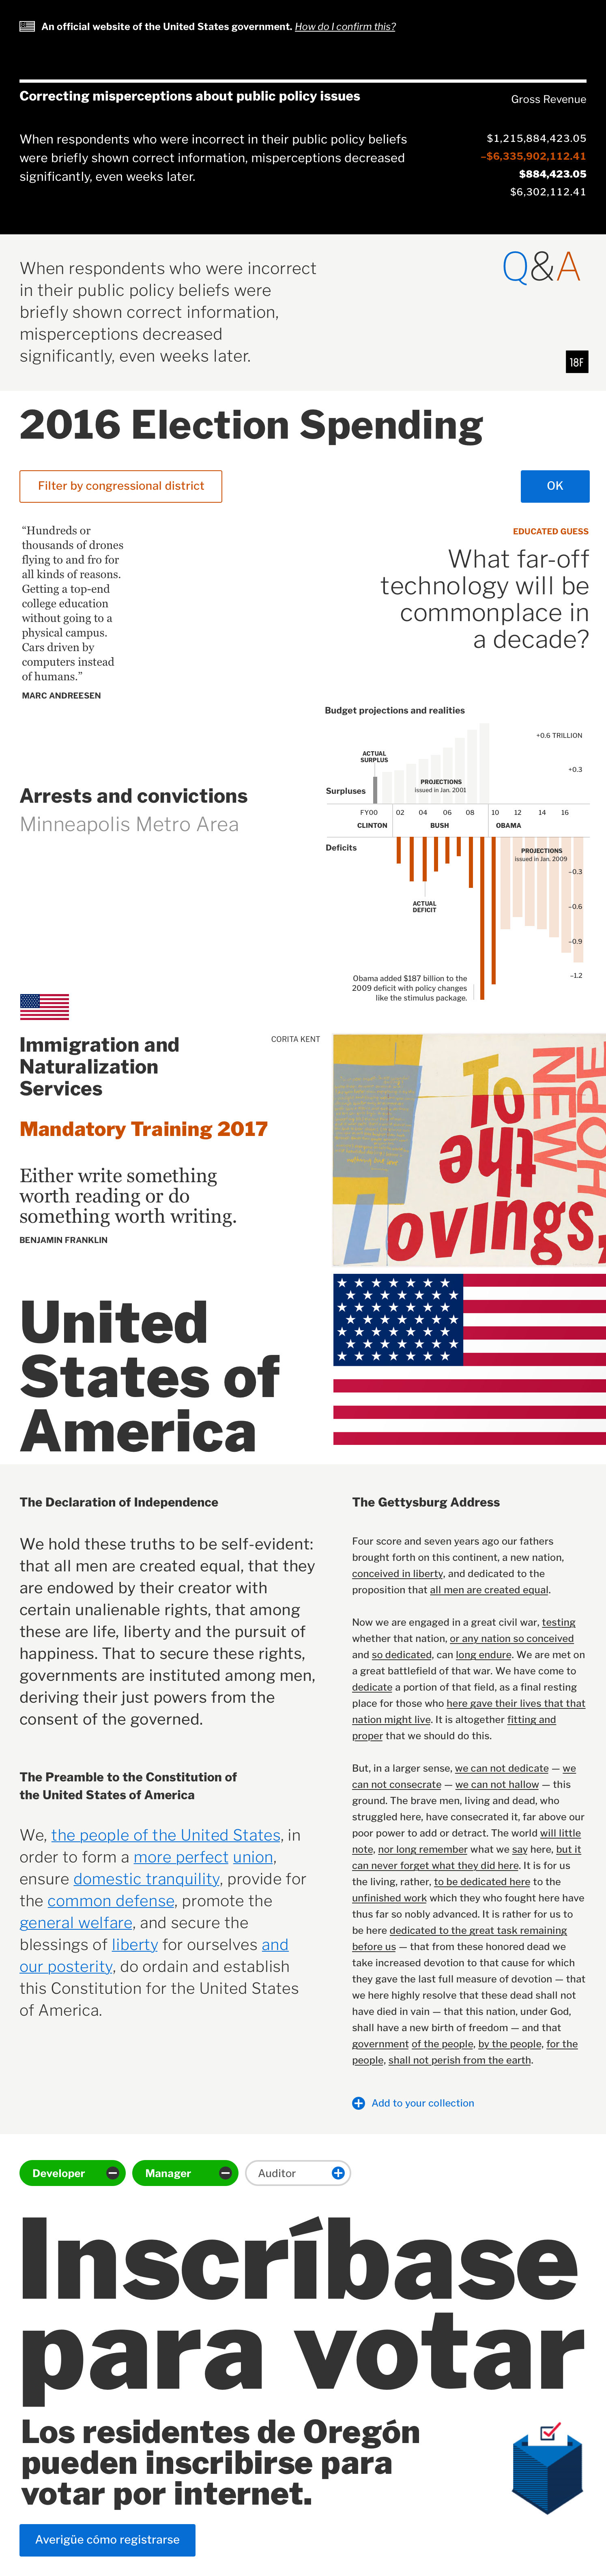 An official website of the United States government. How do I confirm this?
Correcting misperceptions about public policy issues
Gross Revenue
When respondents who were incorrect in their public policy beliefs
were briefly shown correct information, misperceptions decreased
significantly, even weeks later.
$1,215,884,423.05
–$6,335,902,112.41
$884,423.05
$6,302,112.41
When respondents who were incorrect
in their public policy beliefs were
briefly shown correct information,
misperceptions decreased
significantly, even weeks later.
Q&A
18F
2016 Election Spending
Filter by congressional district
OK
“Hundreds or
thousands of drones
flying to and fro for
all kinds of reasons.
Getting a top-end
college education
without going to a
physical campus.
Cars driven by
computers instead
of humans.”
MARC ANDREESEN
EDUCATED GUESS
What far-off
technology will be
commonplace in
a decade?
Arrests and convictions
Minneapolis Metro Area
Budget projections and realities
+0.6 TRILLION
ACTUAL
SURPLUS
+0.3
PROJECTIONS
issued in Jan. 2001
Surpluses
FY00 02 04 06 08 10 12 14 16
CLINTON BUSH OBAMA
Deficits
PROJECTIONS
issued in Jan. 2009
–0.3
ACTUAL
DEFICIT
–0.6
–0.9
–1.2
Obama added $187 billion to the
2009 deficit with policy changes
like the stimulus package.
Immigration and
Naturalization
Services
Mandatory Training 2017
Either write something
worth reading or do
something worth writing.
BENJAMIN FRANKLIN
CORITA KENT
To
the
Lovings,
NEW
HOPE
United
States of
America
The Declaration of Independence
We hold these truths to be self-evident:
that all men are created equal, that they
are endowed by their creator with
certain unalienable rights, that among
these are life, liberty and the pursuit of
happiness. That to secure these rights,
governments are instituted among men,
deriving their just powers from the
consent of the governed.
The Preamble to the Constitution of
the United States of America
We, the people of the United States, in
order to form a more perfect union,
ensure domestic tranquility, provide for
the common defense, promote the
general welfare, and secure the
blessings of liberty for ourselves and
our posterity, do ordain and establish
this Constitution for the United States
of America.
The Gettysburg Address
Four score and seven years ago our fathers
brought forth on this continent, a new nation,
conceived in liberty, and dedicated to the
proposition that all men are created equal.
Now we are engaged in a great civil war, testing
whether that nation, or any nation so conceived
and so dedicated, can long endure. We are met on
a great battlefield of that war. We have come to
dedicate a portion of that field, as a final resting
place for those who here gave their lives that that
nation might live. It is altogether fitting and
proper that we should do this.
But, in a larger sense, we can not dedicate — we
can not consecrate — we can not hallow — this
ground. The brave men, living and dead, who
struggled here, have consecrated it, far above our
poor power to add or detract. The world will little
note, nor long remember what we say here, but it
can never forget what they did here. It is for us
the living, rather, to be dedicated here to the
unfinished work which they who fought here have
thus far so nobly advanced. It is rather for us to
be here dedicated to the great task remaining
before us — that from these honored dead we
take increased devotion to that cause for which
they gave the last full measure of devotion — that
we here highly resolve that these dead shall not
have died in vain — that this nation, under God,
shall have a new birth of freedom — and that
government of the people, by the people, for the
people, shall not perish from the earth.
Add to your collection
Developer
Manager
Auditor
Inscríbase
para votar
Los residentes de Oregón
pueden inscribirse para
votar por internet.
Averigüe cómo registrarse